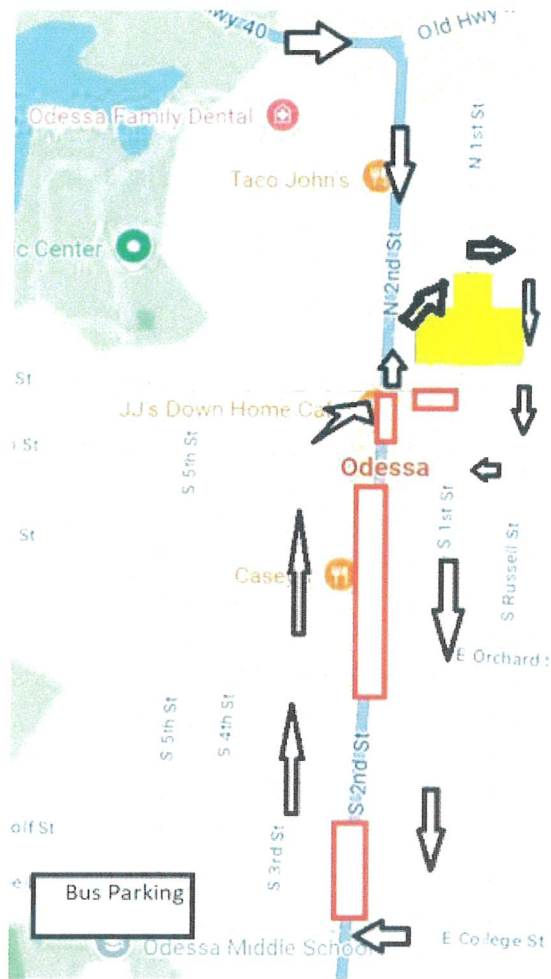 Hwy 40
Old Hwy
Odessa Family Dental
N 1st St
Taco John's
c Center
N 2nd St
St
JJ's Down Home Ca
St
S 5th St
Odessa
St
S 1st St
Casey's
S Russell St
E Orchard S
S 5th St
S 4th St
S 2nd St
olf St
S 3rd St
Bus Parking
E College St
Odessa Middle School